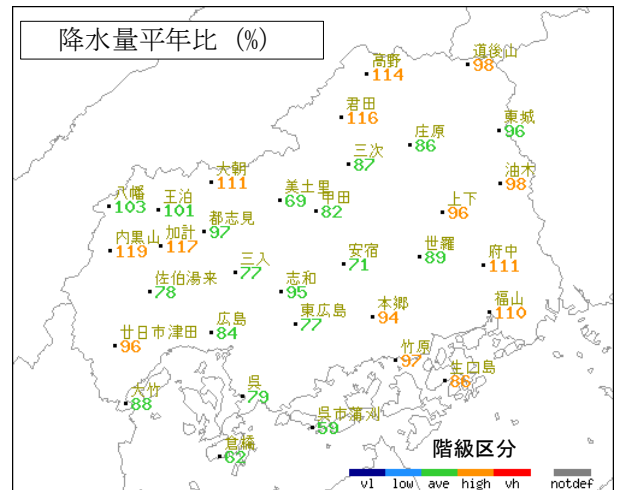 降水量平年比 (%)
道後山
98
高野
114
君田
116
庄原
86
東城
96
三次
87
油木
98
大朝
111
美土里
69
甲田
82
上下
96
八幡
103
王泊
101
都志見
97
内黒山
119
加計
117
三入
77
安宿
71
世羅
89
府中
111
佐伯湯来
78
志和
95
東広島
77
本郷
94
福山
110
廿日市津田
96
広島
84
竹原
97
生口島
86
大竹
88
呉
79
呉市蒲刈
59
倉橋
62
階級区分
vl low ave high vh notdef